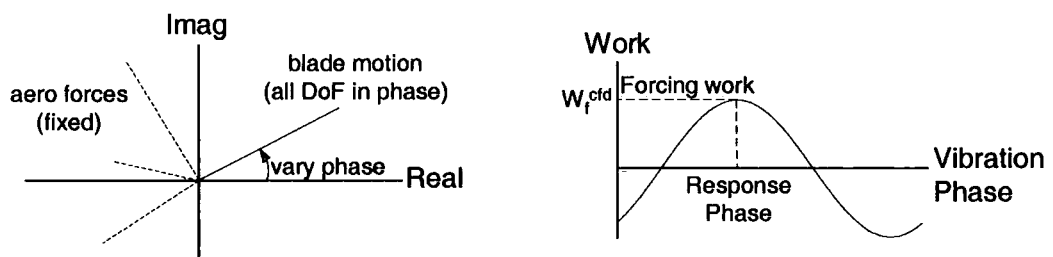 Imag
blade motion
(all DoF in phase)
aero forces
(fixed)
vary phase
Real
Work
W_f^cfd
Forcing work
Vibration
Phase
Response
Phase